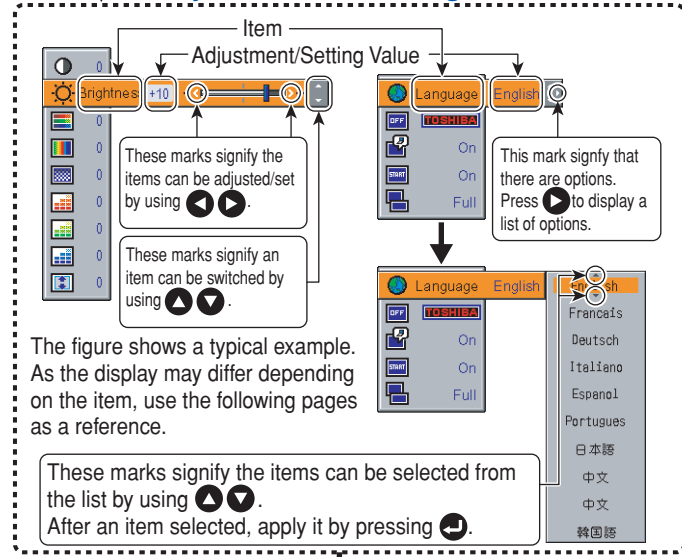 Item
Adjustment/Setting Value
0
Brightness +10
0
0
0
0
0
0
0
These marks signify the
items can be adjusted/set
by using .
These marks signify an
item can be switched by
using .
Language English
OFF TOSHIBA
On
START On
Full
This mark signfy that
there are options.
Press to display a
list of options.
Language English
OFF TOSHIBA
On
START On
Full
English
Francais
Deutsch
Italiano
Espanol
Portugues
日本語
中文
中文
韓国語
The figure shows a typical example.
As the display may differ depending
on the item, use the following pages
as a reference.
These marks signify the items can be selected from
the list by using .
After an item selected, apply it by pressing .